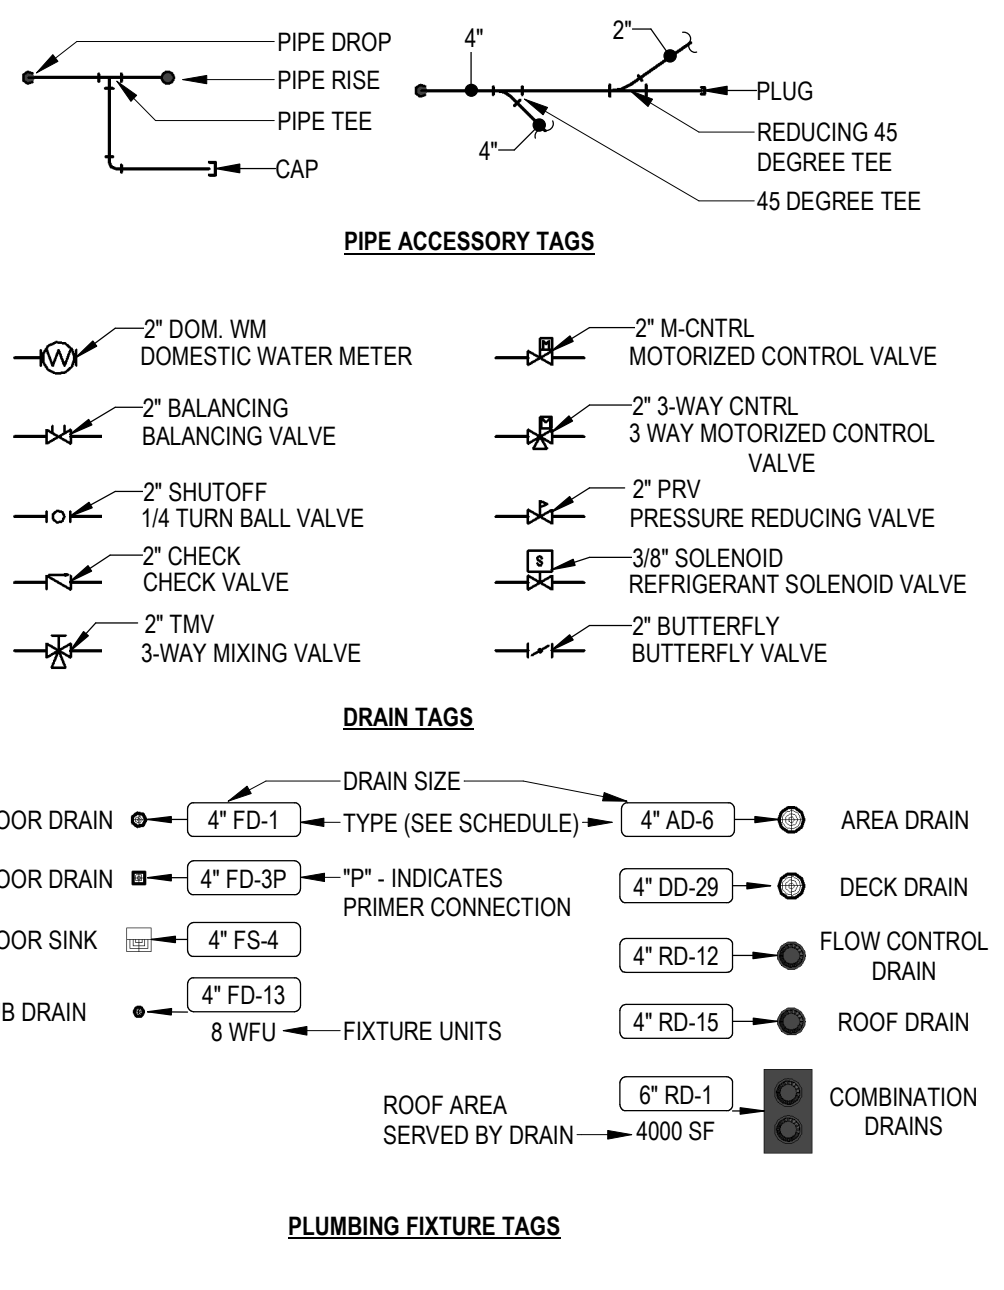 PIPE DROP
PIPE RISE
PIPE TEE
CAP
4"
2"
4"
PLUG
REDUCING 45
DEGREE TEE
45 DEGREE TEE
PIPE ACCESSORY TAGS
W
2" DOM. WM
DOMESTIC WATER METER
2" BALANCING
BALANCING VALVE
2" SHUTOFF
1/4 TURN BALL VALVE
2" CHECK
CHECK VALVE
2" TMV
3-WAY MIXING VALVE
M
2" M-CNTRL
MOTORIZED CONTROL VALVE
M
2" 3-WAY CNTRL
3 WAY MOTORIZED CONTROL
VALVE
2" PRV
PRESSURE REDUCING VALVE
S
3/8" SOLENOID
REFRIGERANT SOLENOID VALVE
2" BUTTERFLY
BUTTERFLY VALVE
DRAIN TAGS
DRAIN SIZE
OOR DRAIN
4" FD-1
TYPE (SEE SCHEDULE)
4" AD-6
AREA DRAIN
OOR DRAIN
4" FD-3P
"P" - INDICATES
PRIMER CONNECTION
4" DD-29
DECK DRAIN
OOR SINK
4" FS-4
4" RD-12
FLOW CONTROL
DRAIN
B DRAIN
4" FD-13
8 WFU
FIXTURE UNITS
4" RD-15
ROOF DRAIN
ROOF AREA
SERVED BY DRAIN
6" RD-1
4000 SF
COMBINATION
DRAINS
PLUMBING FIXTURE TAGS